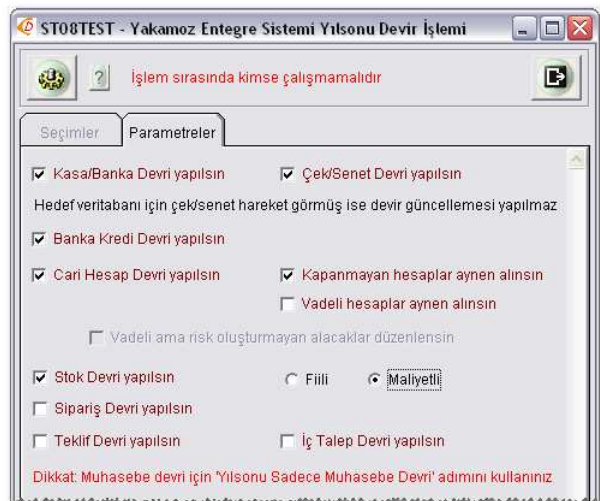 ST08TEST - Yakamoz Entegre Sistemi Yılsonu Devir İşlemi
? İşlem sırasında kimse çalışmamalıdır
Seçimler Parametreler
Kasa/Banka Devri yapılsın Çek/Senet Devri yapılsın
Hedef veritabanı için çek/senet hareket görmüş ise devir güncellemesi yapılmaz
Banka Kredi Devri yapılsın
Cari Hesap Devri yapılsın Kapanmayan hesaplar aynen alınsın
Vadeli hesaplar aynen alınsın
Vadeli ama risk oluşturmayan alacaklar düzenlensin
Stok Devri yapılsın Fiili Maliyetli
Sipariş Devri yapılsın
Teklif Devri yapılsın İç Talep Devri yapılsın
Dikkat: Muhasebe devri için 'Yılsonu Sadece Muhasebe Devri' adımını kullanınız